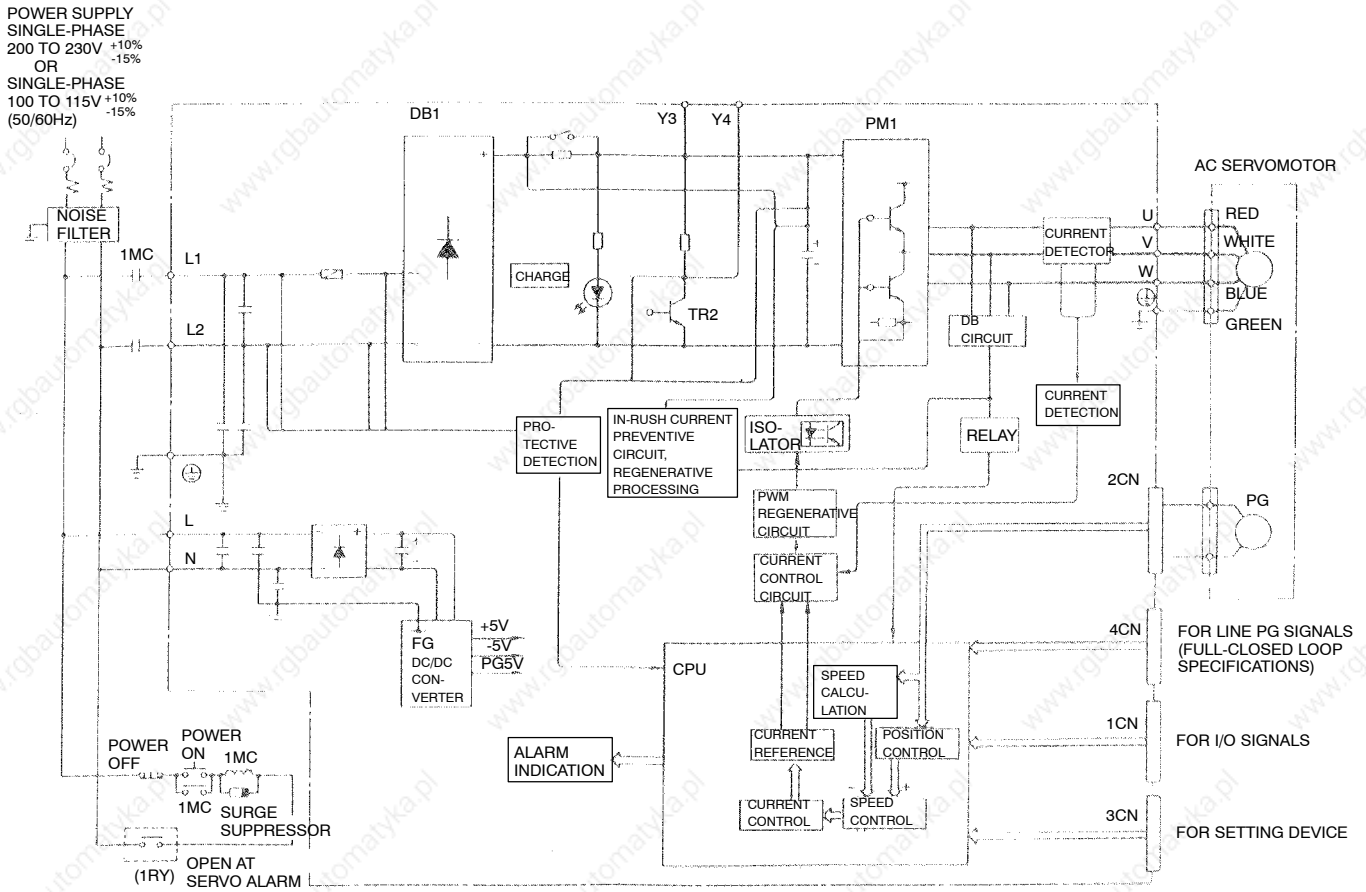 POWER SUPPLY
SINGLE-PHASE
200 TO 230V +10%
-15%
OR
SINGLE-PHASE
100 TO 115V +10%
-15%
(50/60Hz)
NOISE
FILTER
1MC
L1
L2
L
N
DB1
CHARGE
Y3
Y4
TR2
PM1
U
V
W
CURRENT
DETECTOR
AC SERVOMOTOR
RED
WHITE
BLUE
GREEN
DB
CIRCUIT
CURRENT
DETECTION
RELAY
PRO-
TECTIVE
DETECTION
IN-RUSH CURRENT
PREVENTIVE
CIRCUIT,
REGENERATIVE
PROCESSING
ISO-
LATOR
PWM
REGENERATIVE
CIRCUIT
CURRENT
CONTROL
CIRCUIT
2CN
PG
FG
DC/DC
CON-
VERTER
+5V
-5V
PG5V
CPU
SPEED
CALCU-
LATION
CURRENT
REFERENCE
POSITION
CONTROL
CURRENT
CONTROL
SPEED
CONTROL
ALARM
INDICATION
4CN
FOR LINE PG SIGNALS
(FULL-CLOSED LOOP
SPECIFICATIONS)
1CN
FOR I/O SIGNALS
3CN
FOR SETTING DEVICE
POWER
OFF
POWER
ON
1MC
1MC
SURGE
SUPPRESSOR
(1RY)
OPEN AT
SERVO ALARM
www.rgbautomatyka.pl